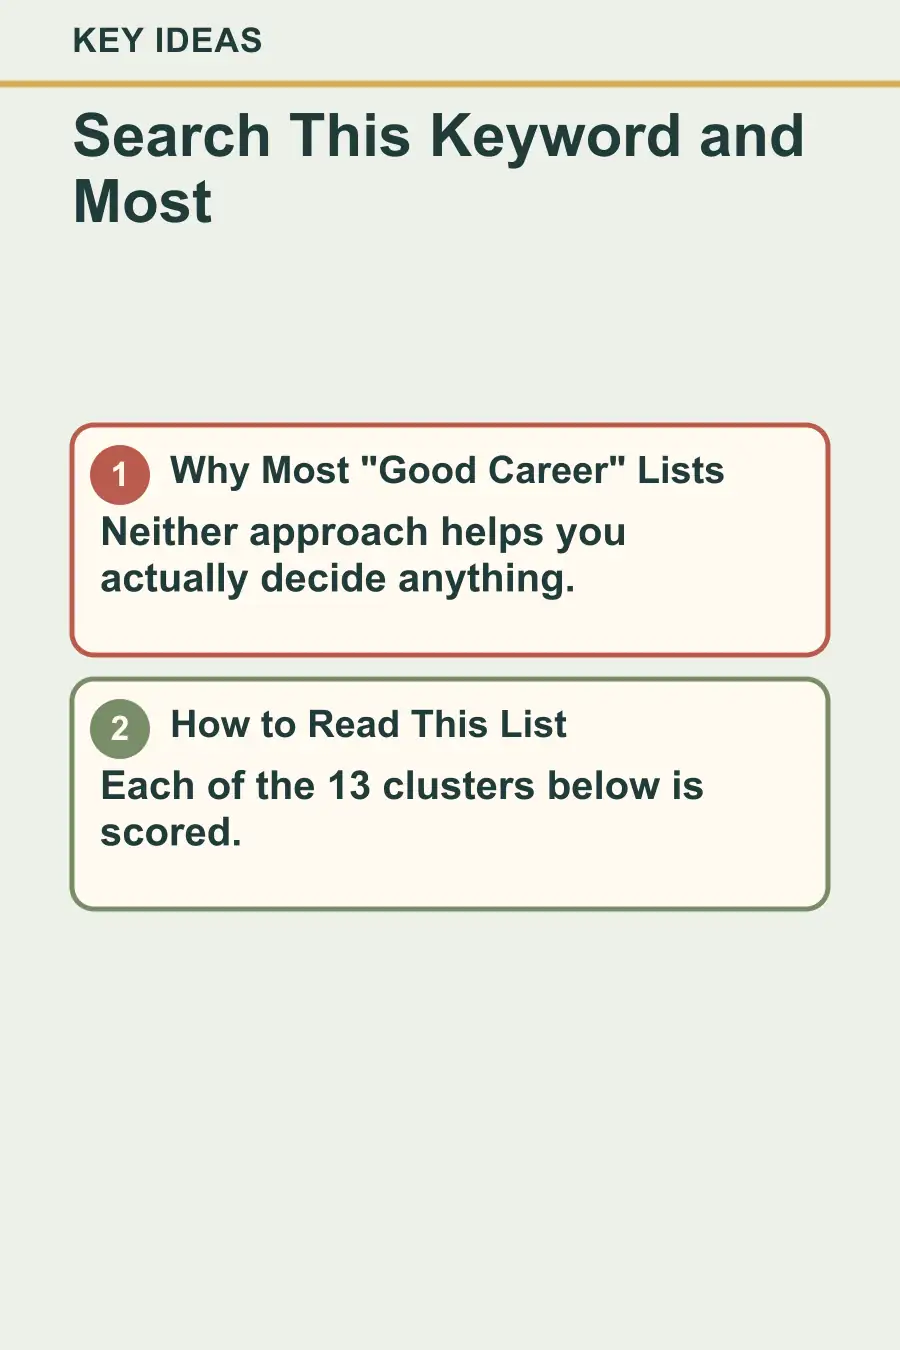 KEY IDEAS
Search This Keyword and
Most
1 Why Most "Good Career" Lists
Neither approach helps you
actually decide anything.
2 How to Read This List
Each of the 13 clusters below is
scored.